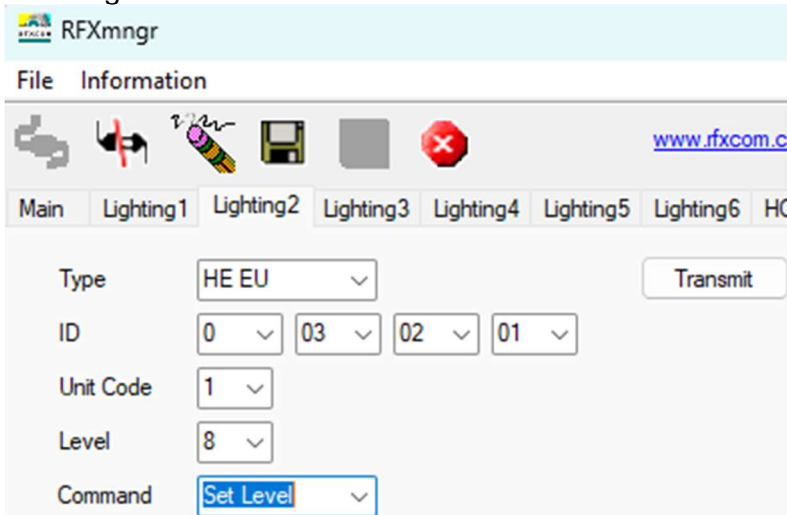 RFXmngr
File Information
www.rfxcom.c
Main Lighting1 Lighting2 Lighting3 Lighting4 Lighting5 Lighting6 HO
Type HE EU Transmit
ID 0 03 02 01
Unit Code 1
Level 8
Command Set Level